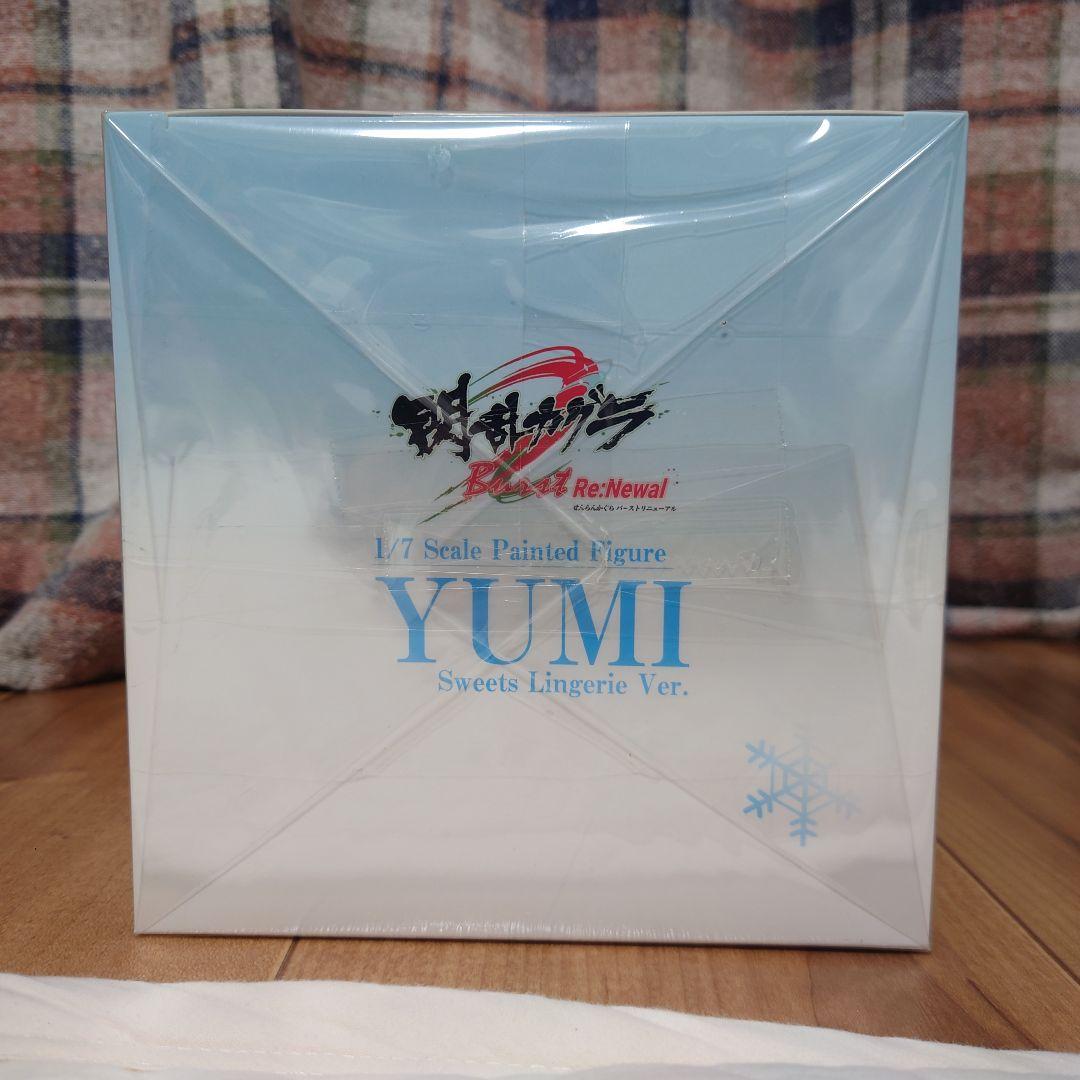 閃乱カグラ
Burst Re:Newal
せんらんかぐら バーストリニューアル
1/7 Scale Painted Figure
YUMI
Sweets Lingerie Ver.